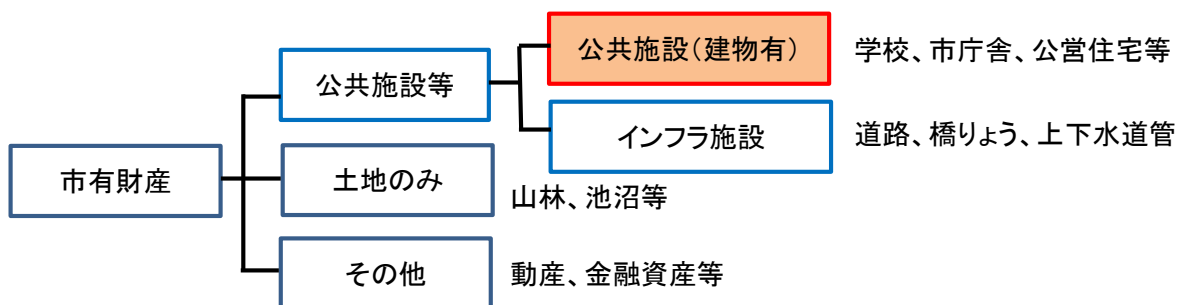 公共施設(建物有)
学校、市庁舎、公営住宅等
公共施設等
インフラ施設
道路、橋りょう、上下水道管
市有財産
土地のみ
山林、池沼等
その他
動産、金融資産等